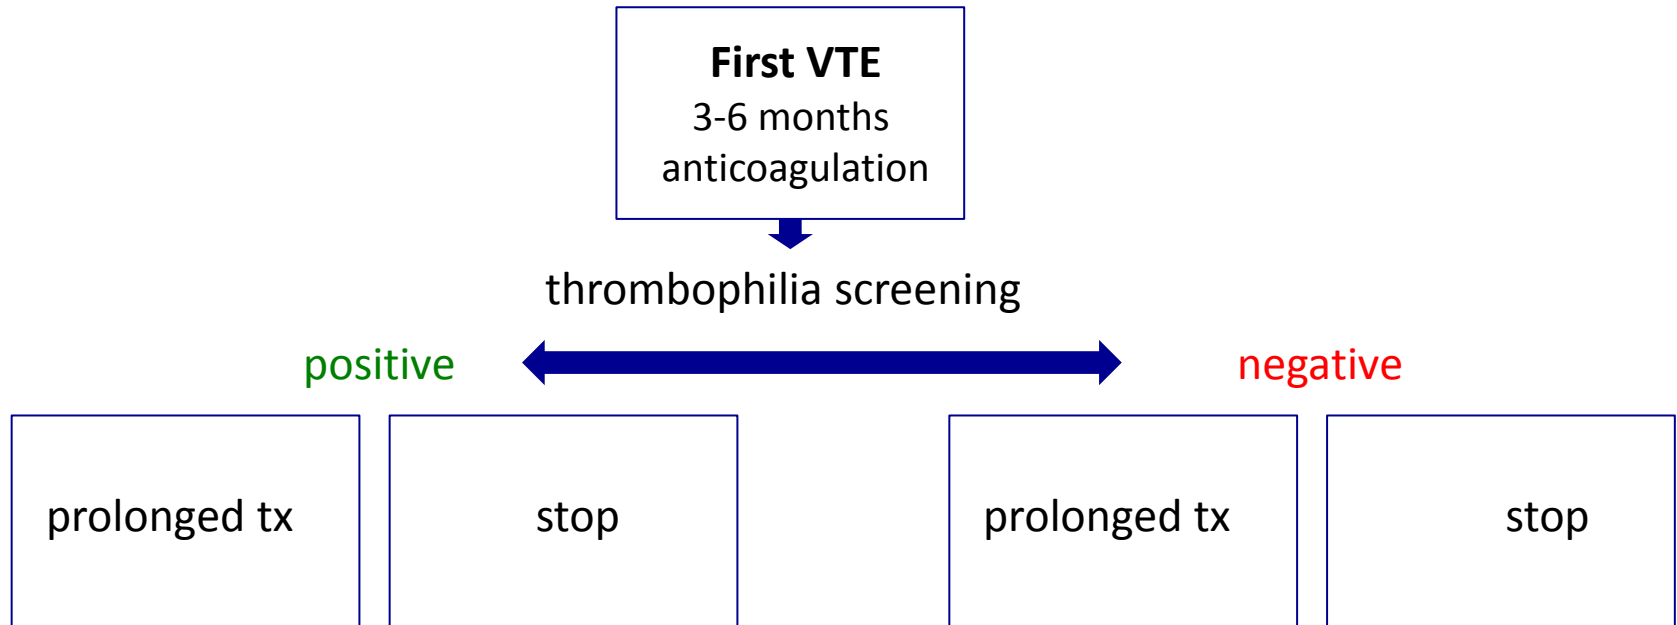 First VTE
3-6 months
anticoagulation
thrombophilia screening
positive
negative
prolonged tx
stop
prolonged tx
stop